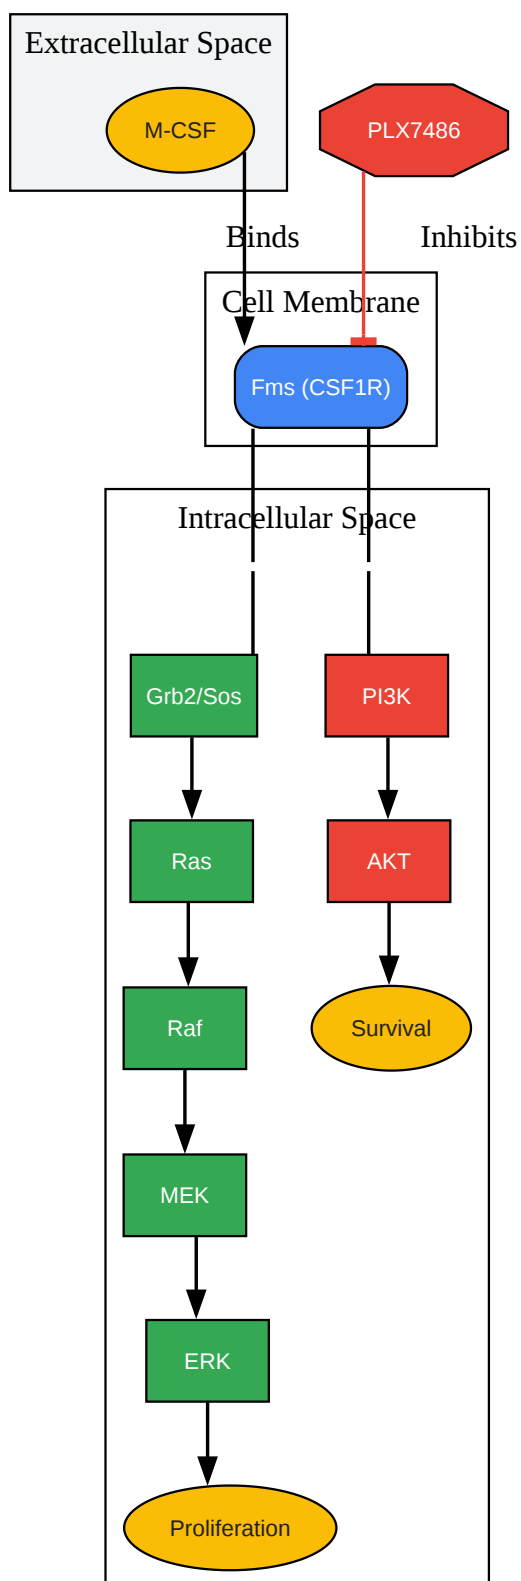 Extracellular Space
M-CSF
PLX7486
Binds
Inhibits
Cell Membrane
Fms (CSF1R)
Intracellular Space
Grb2/Sos
PI3K
Ras
AKT
Raf
Survival
MEK
ERK
Proliferation